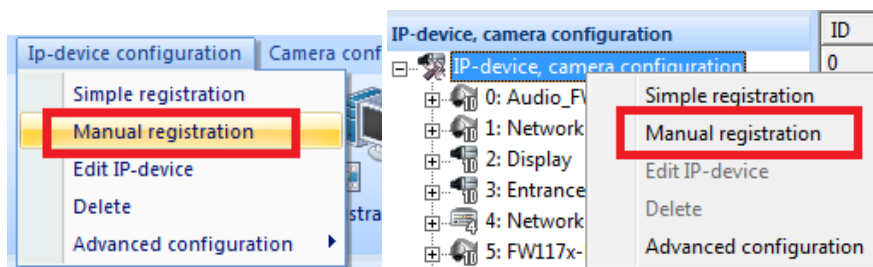 Ip-device configuration Camera conf
Simple registration
Manual registration
Edit IP-device
Delete
Advanced configuration
stra
IP-device, camera configuration
ID
IP-device, camera configuration
0
0: Audio_FW
1: Network
2: Display
3: Entrance
4: Network
5: FW117x-
Simple registration
Manual registration
Edit IP-device
Delete
Advanced configuration